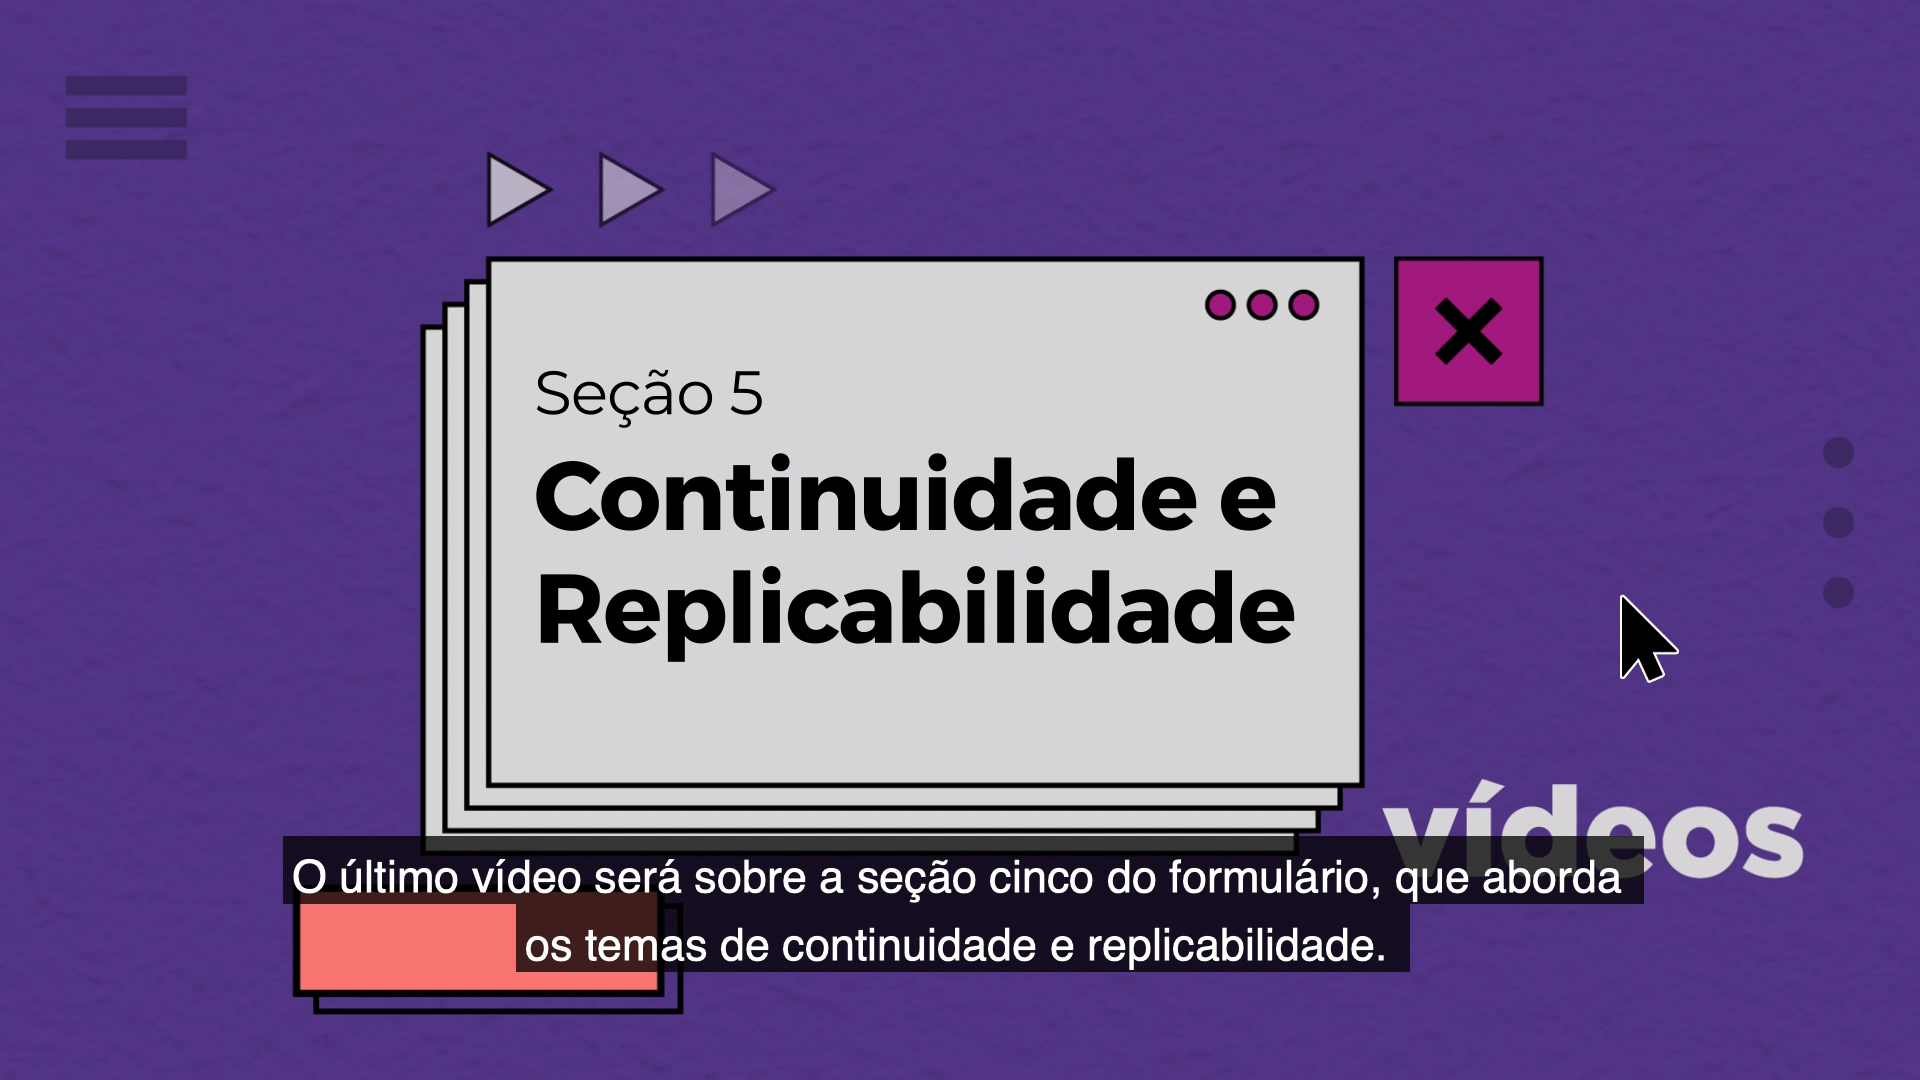 Seção 5
Continuidade e
Replicabilidade
vídeos
O último vídeo será sobre a seção cinco do formulário, que aborda
os temas de continuidade e replicabilidade.